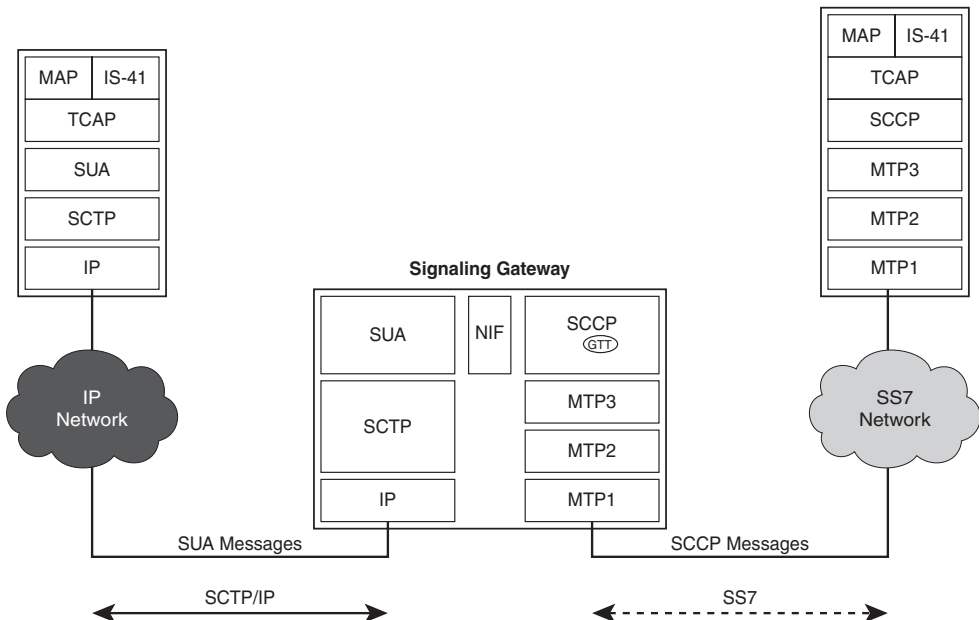 MAP IS-41
TCAP
SUA
SCTP
IP
IP
Network
Signaling Gateway
SUA
NIF
SCCP
GTT
SCTP
MTP3
MTP2
IP
MTP1
MAP IS-41
TCAP
SCCP
MTP3
MTP2
MTP1
SS7
Network
SUA Messages
SCCP Messages
SCTP/IP
SS7